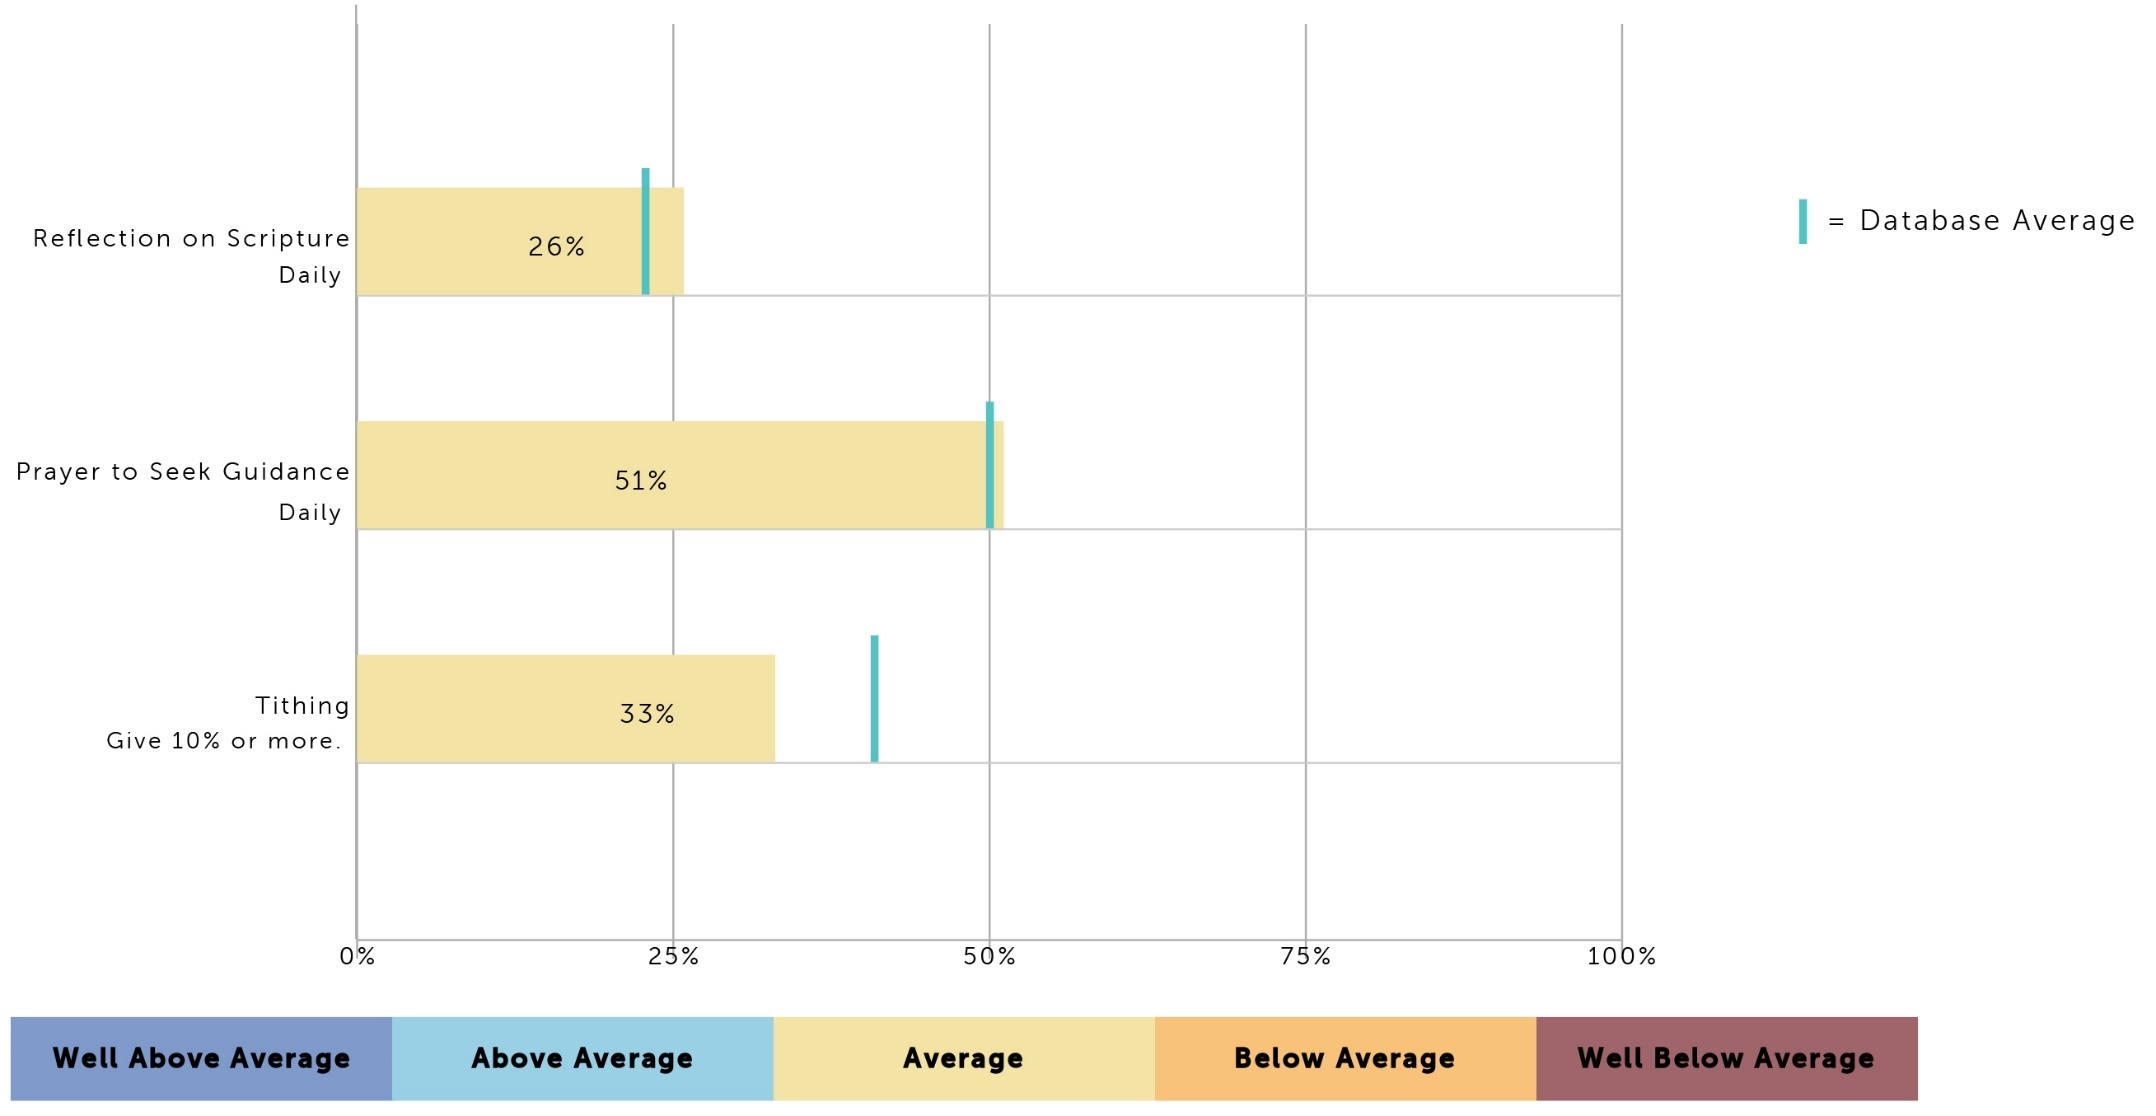 Reflection on Scripture
Daily
26%
= Database Average
Prayer to Seek Guidance
Daily
51%
Tithing
Give 10% or more.
33%
0% 25% 50% 75% 100%
Well Above Average Above Average Average Below Average Well Below Average